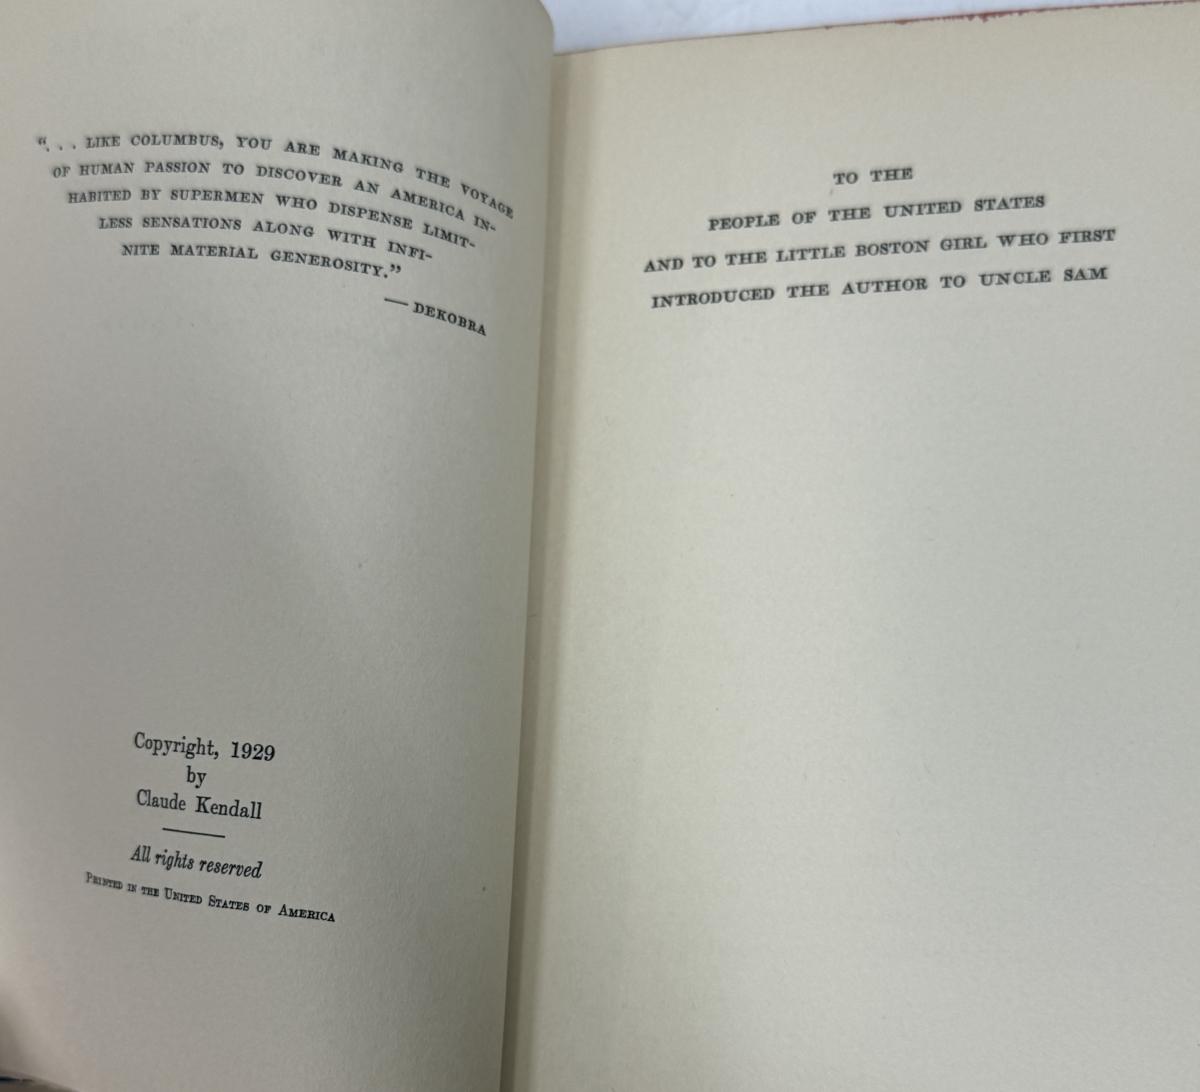 “. . . LIKE COLUMBUS, YOU ARE MAKING THE VOYAGE
OF HUMAN PASSION TO DISCOVER AN AMERICA IN-
HABITED BY SUPERMEN WHO DISPENSE LIMIT-
LESS SENSATIONS ALONG WITH INFI-
NITE MATERIAL GENEROSITY.”
— DEKOBRA
Copyright, 1929
by
Claude Kendall
All rights reserved
PRINTED IN THE UNITED STATES OF AMERICA
TO THE
PEOPLE OF THE UNITED STATES
AND TO THE LITTLE BOSTON GIRL WHO FIRST
INTRODUCED THE AUTHOR TO UNCLE SAM